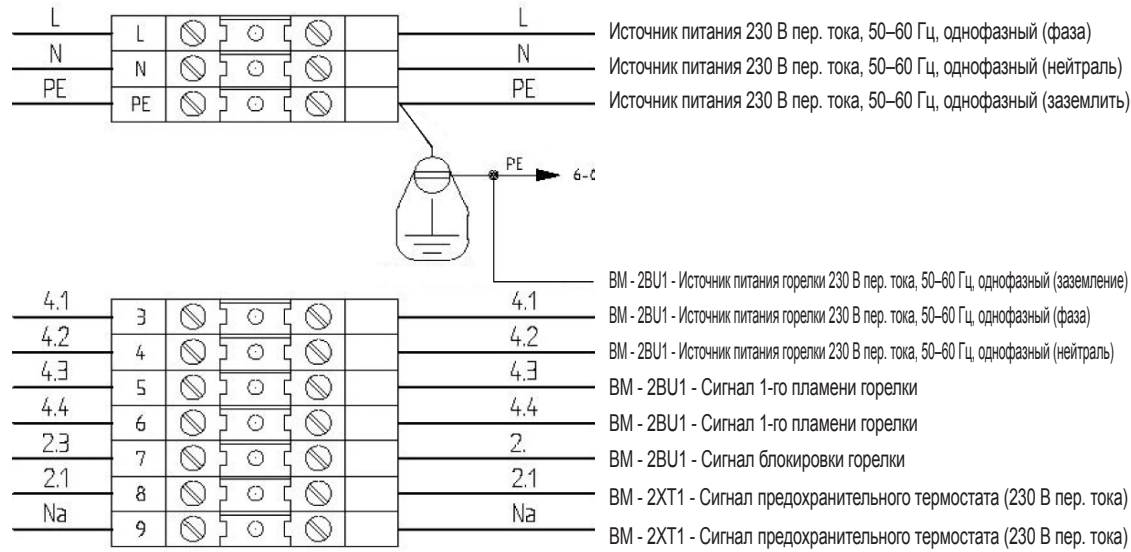 L L L Источник питания 230 В пер. тока, 50–60 Гц, однофазный (фаза)
N N N Источник питания 230 В пер. тока, 50–60 Гц, однофазный (нейтраль)
PE PE PE Источник питания 230 В пер. тока, 50–60 Гц, однофазный (заземлить)
PE
BM - 2BU1 - Источник питания горелки 230 В пер. тока, 50–60 Гц, однофазный (заземление)
4.1 3 4.1 BM - 2BU1 - Источник питания горелки 230 В пер. тока, 50–60 Гц, однофазный (фаза)
4.2 4 4.2 BM - 2BU1 - Источник питания горелки 230 В пер. тока, 50–60 Гц, однофазный (нейтраль)
4.3 5 4.3 BM - 2BU1 - Сигнал 1-го пламени горелки
4.4 6 4.4 BM - 2BU1 - Сигнал 1-го пламени горелки
2.3 7 2. BM - 2BU1 - Сигнал блокировки горелки
2.1 8 2.1 BM - 2XT1 - Сигнал предохранительного термостата (230 В пер. тока)
Na 9 Na BM - 2XT1 - Сигнал предохранительного термостата (230 В пер. тока)